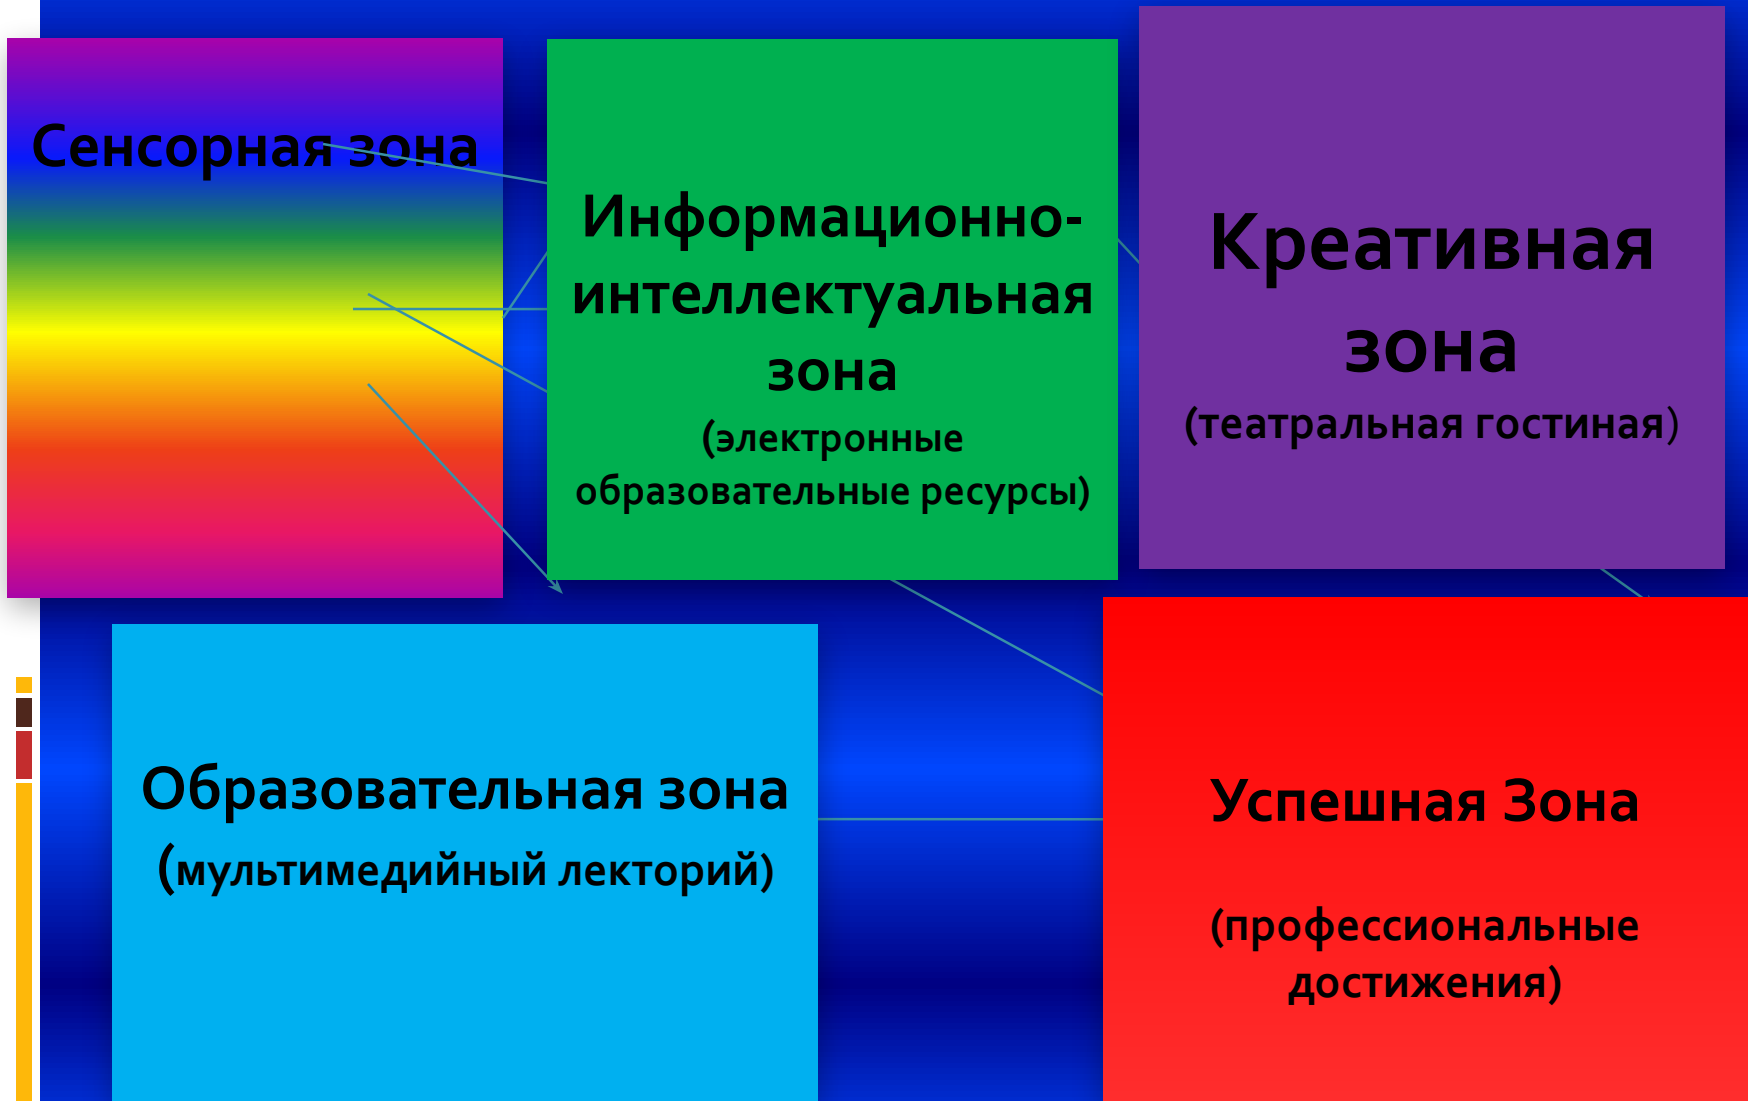 Сенсорная зона
Информационно-
интеллектуальная
зона
(электронные
образовательные ресурсы)
Креативная
зона
(театральная гостиная)
Образовательная зона
(мультимедийный лекторий)
Успешная Зона
(профессиональные
достижения)